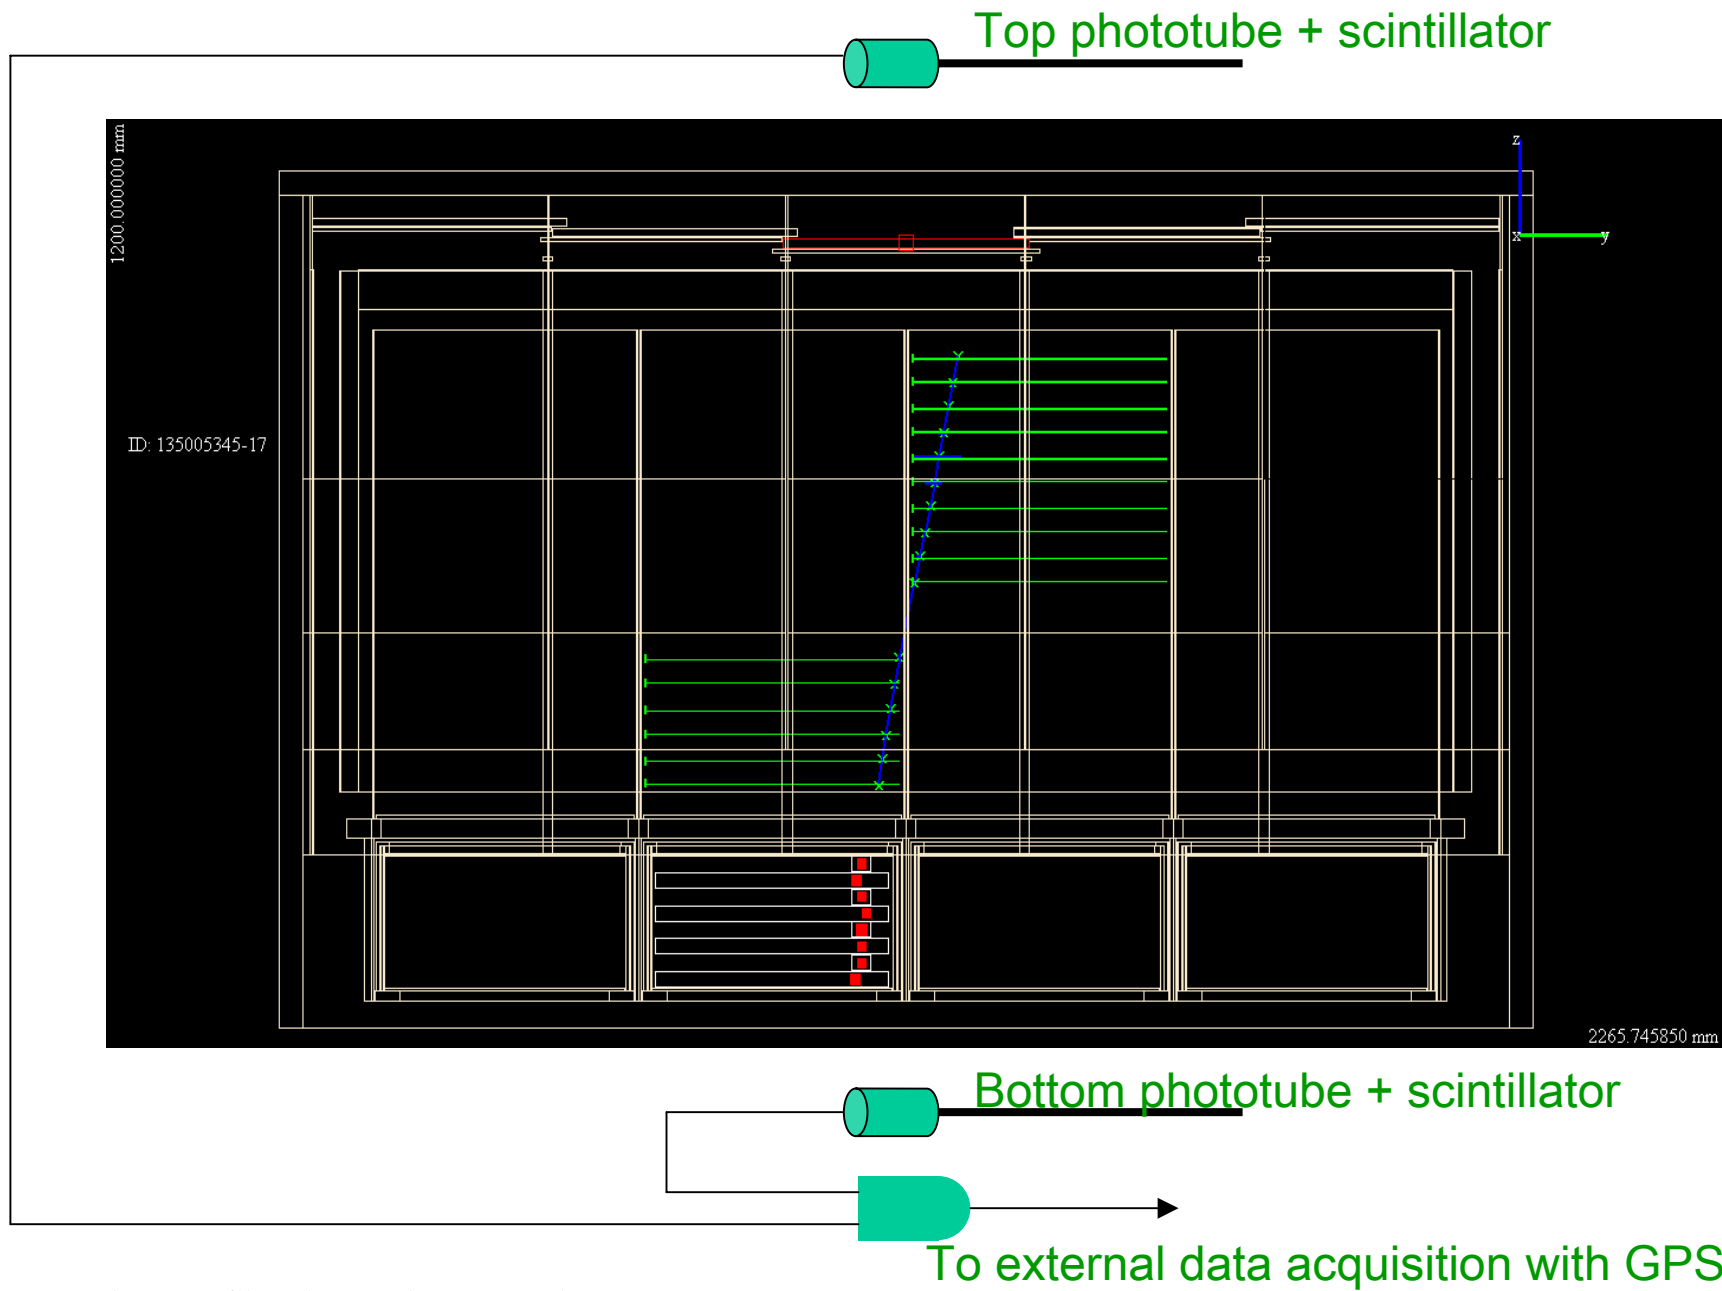 Top phototube + scintillator
1200.000000 mm
z
x
y
ID: 135005345-17
2265.745850 mm
Bottom phototube + scintillator
To external data acquisition with GPS